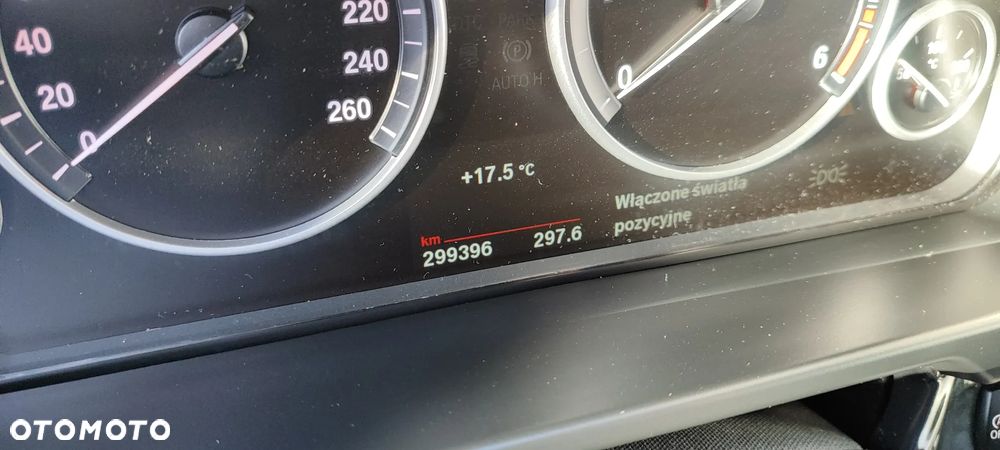 220
40
240
20
260
0
PARK
AUTO H
0
6
°C
+17.5 °C
Włączone światła
pozycyjne
km
299396 297.6
OTOMOTO